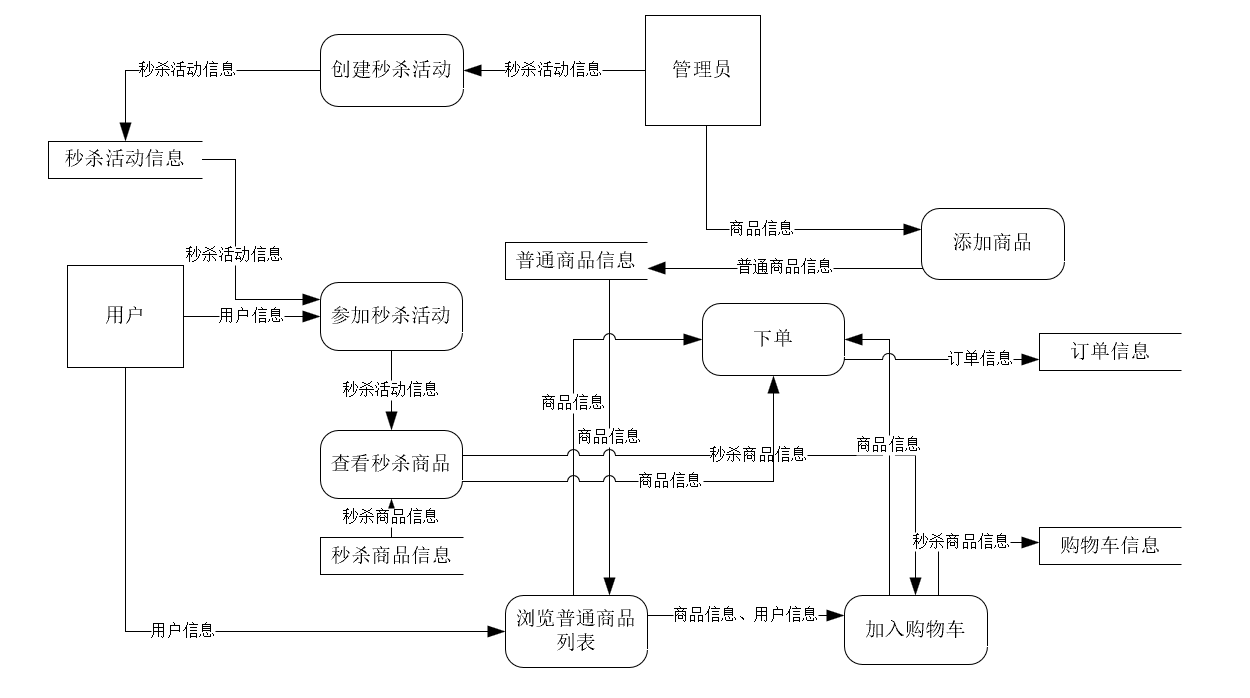 秒杀活动信息
创建秒杀活动
秒杀活动信息
管理员
秒杀活动信息
商品信息
添加商品
秒杀活动信息
普通商品信息
普通商品信息
用户
用户信息
参加秒杀活动
下单
订单信息
订单信息
秒杀活动信息
商品信息
商品信息
商品信息
查看秒杀商品
秒杀商品信息
商品信息
秒杀商品信息
秒杀商品信息
秒杀商品信息
购物车信息
浏览普通商品
列表
商品信息、用户信息
加入购物车
用户信息